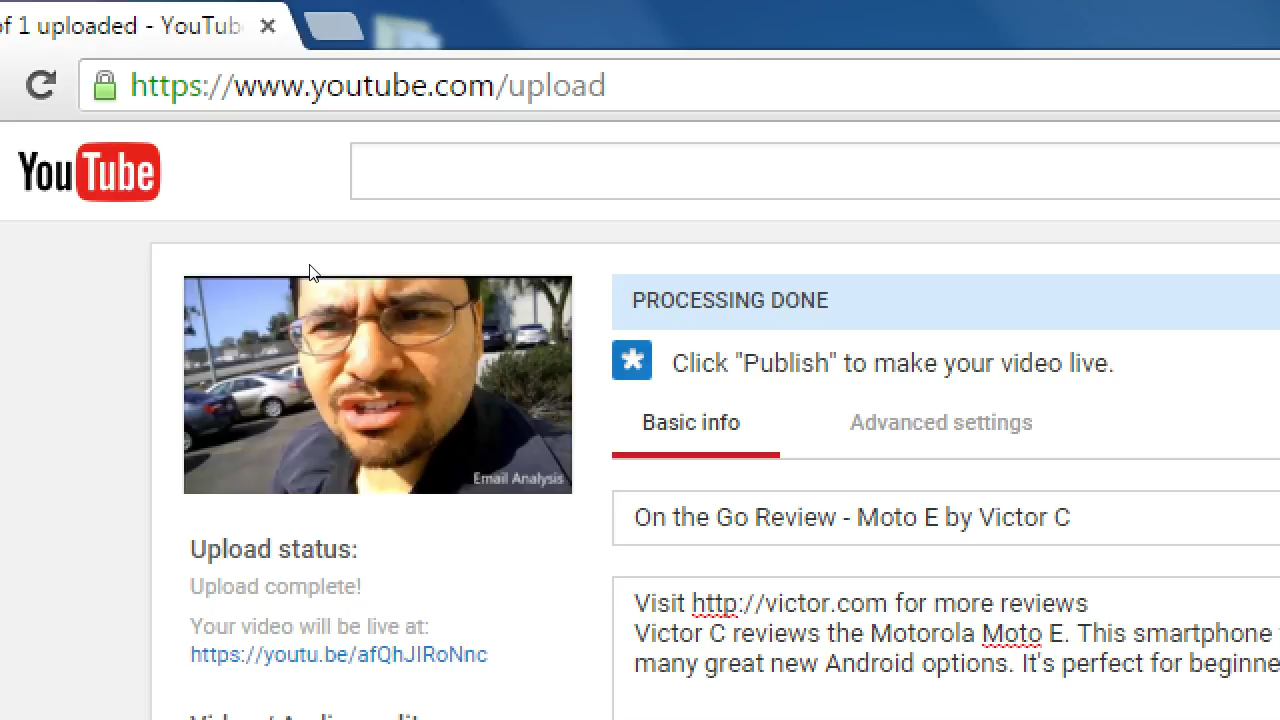 of 1 uploaded - YouTub
https://www.youtube.com/upload
YouTube
PROCESSING DONE
Click "Publish" to make your video live.
Basic info
Advanced settings
Email Analysis
On the Go Review - Moto E by Victor C
Upload status:
Upload complete!
Your video will be live at:
https://youtu.be/afQhJIRoNnc
Visit http://victor.com for more reviews
Victor C reviews the Motorola Moto E. This smartphone
many great new Android options. It's perfect for beginne